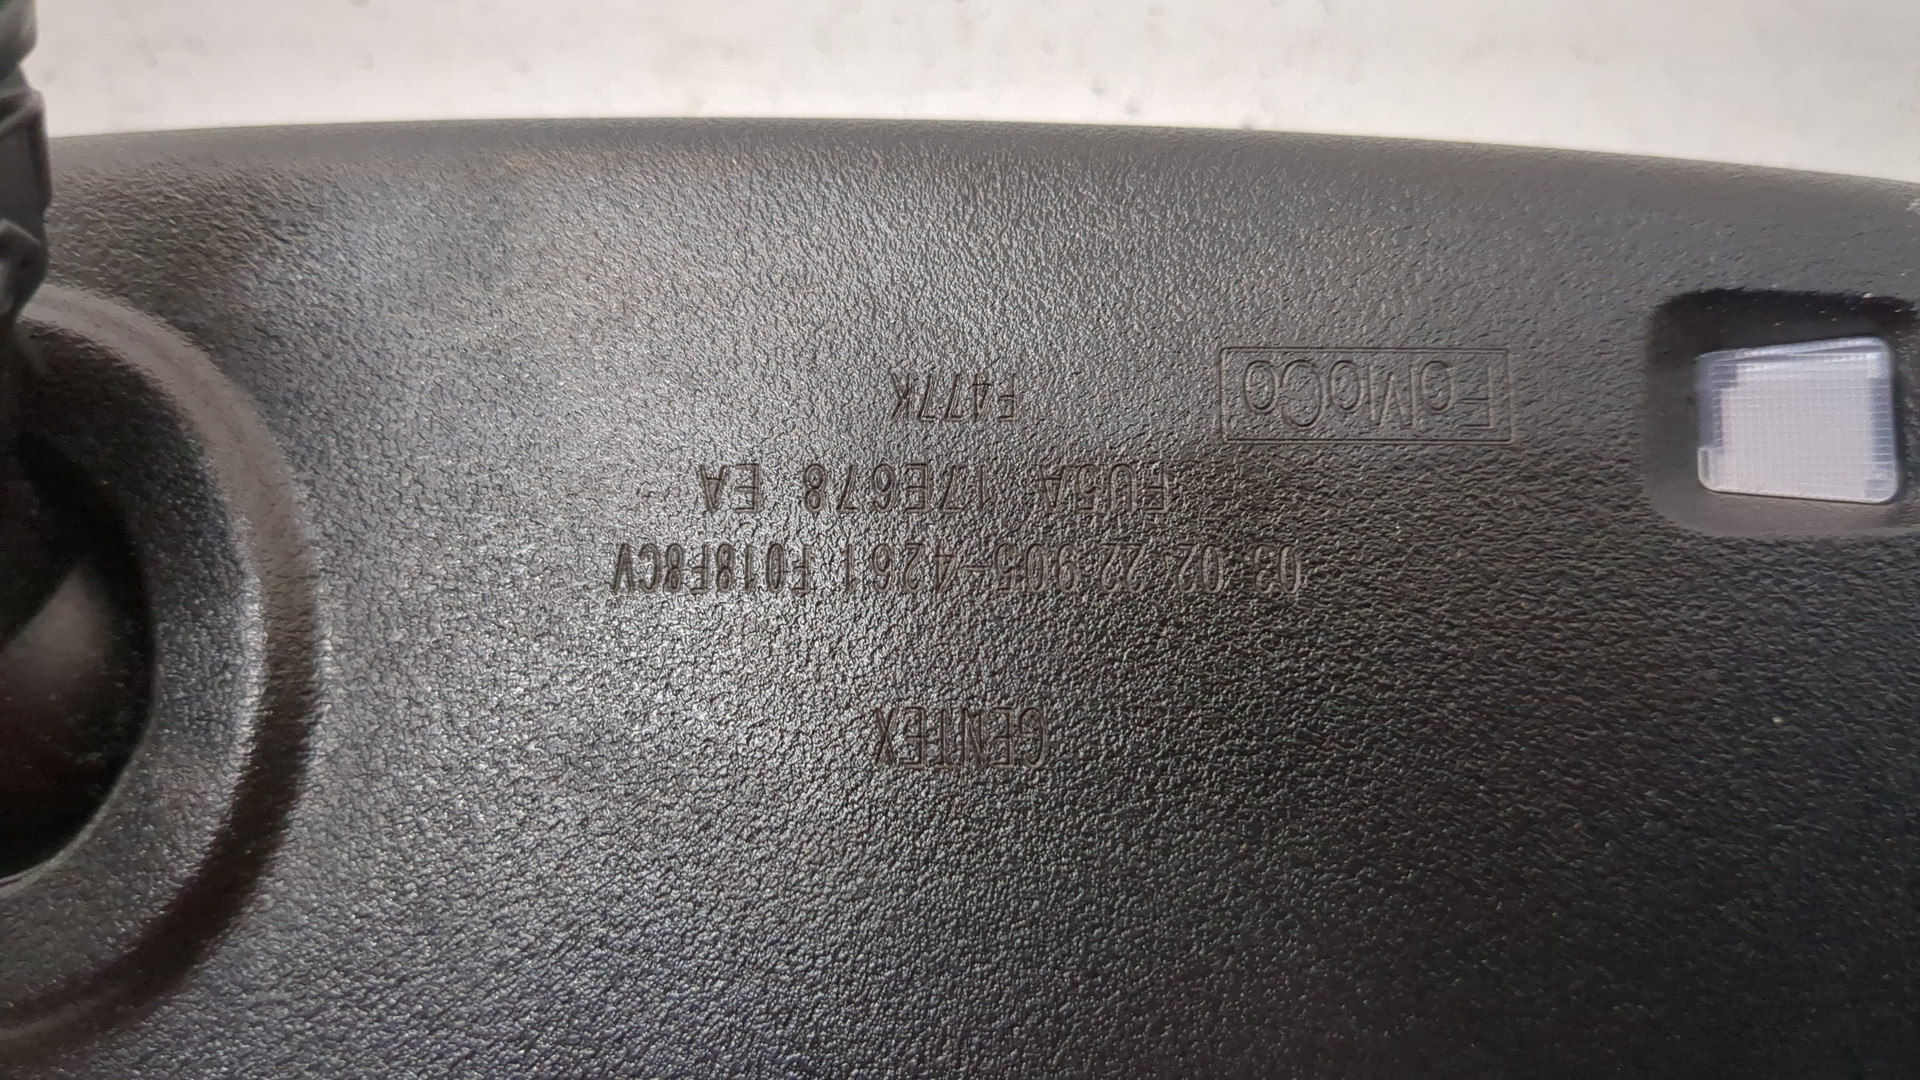 GENTEX
03 02 22 905-4261 F018F8CV
FU5A 17E678 EA
F477K
FoMoCo